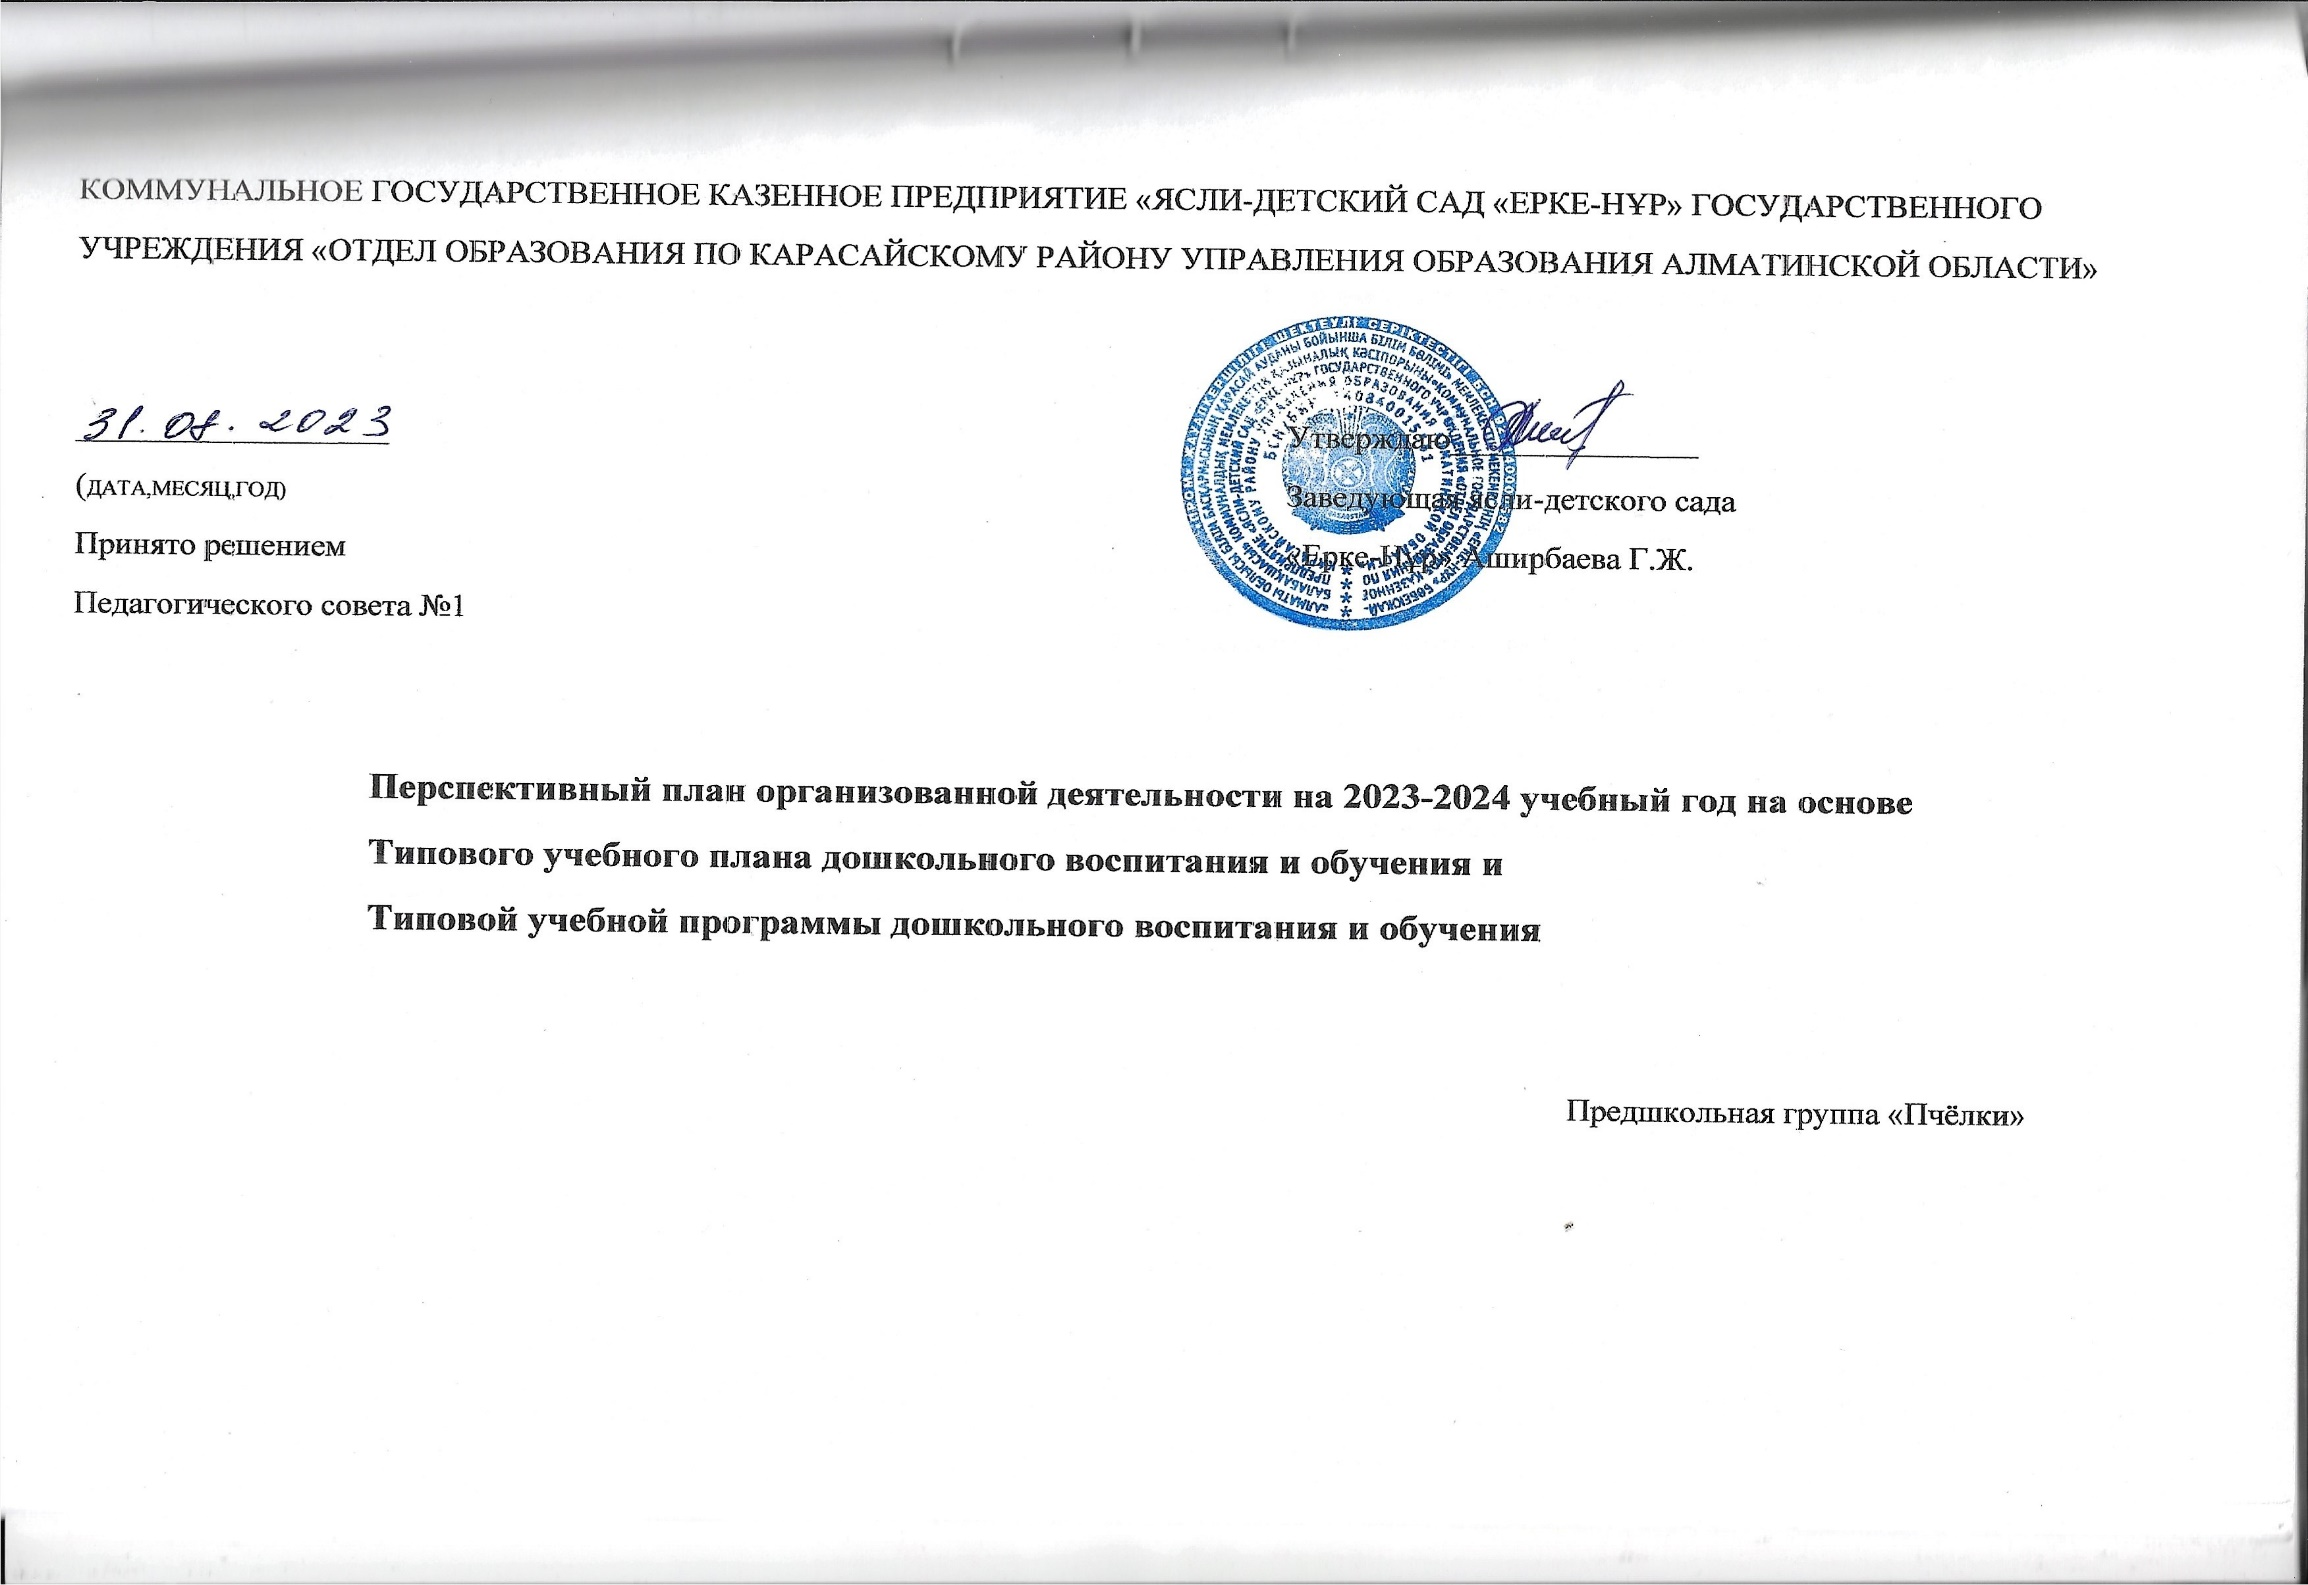 КОММУНАЛЬНОЕ ГОСУДАРСТВЕННОЕ КАЗЕННОЕ ПРЕДПРИЯТИЕ «ЯСЛИ-ДЕТСКИЙ САД «ЕРКЕ-НҰР» ГОСУДАРСТВЕННОГО
УЧРЕЖДЕНИЯ «ОТДЕЛ ОБРАЗОВАНИЯ ПО КАРАСАЙСКОМУ РАЙОНУ УПРАВЛЕНИЯ ОБРАЗОВАНИЯ АЛМАТИНСКОЙ ОБЛАСТИ»
31. 08. 2023
(ДАТА,МЕСЯЦ,ГОД)
Принято решением
Педагогического совета №1
Утверждаю
Заведующая ясли-детского сада
«Ерке-Нұр» Аширбаева Г.Ж.
Перспективный план организованной деятельности на 2023-2024 учебный год на основе
Типового учебного плана дошкольного воспитания и обучения и
Типовой учебной программы дошкольного воспитания и обучения
Предшкольная группа «Пчёлки»